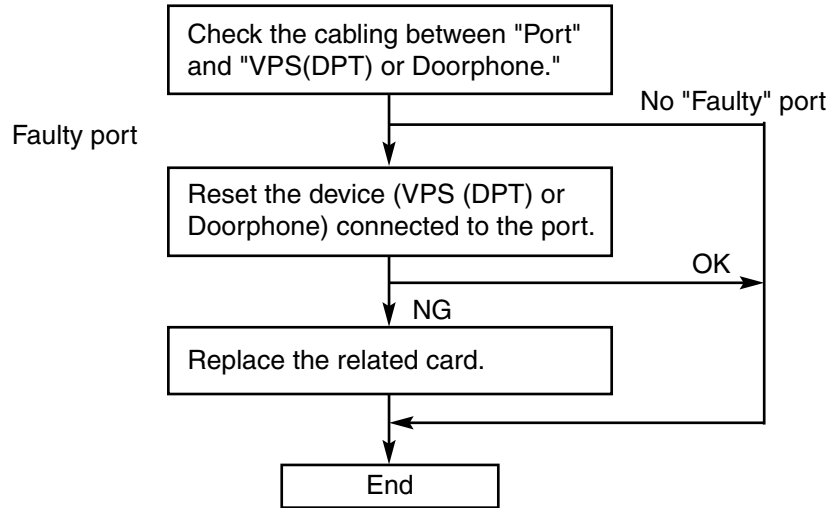 Check the cabling between "Port"
and "VPS(DPT) or Doorphone."
No "Faulty" port
Faulty port
Reset the device (VPS (DPT) or
Doorphone) connected to the port.
OK
NG
Replace the related card.
End